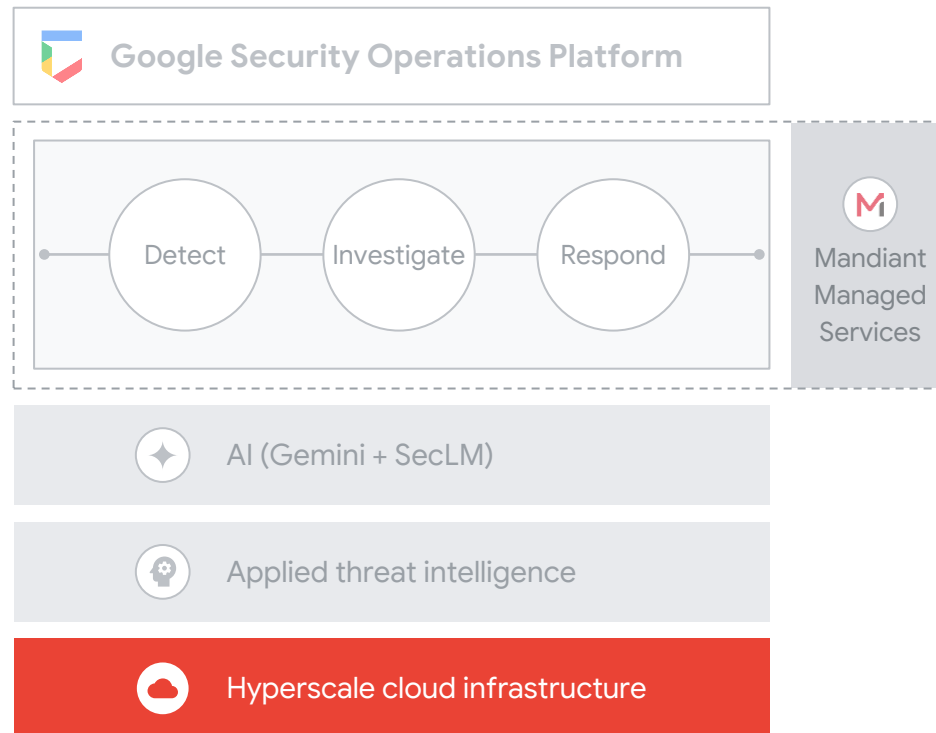 Google Security Operations Platform
Detect
Investigate
Respond
Mandiant
Managed
Services
AI (Gemini + SecLM)
Applied threat intelligence
Hyperscale cloud infrastructure